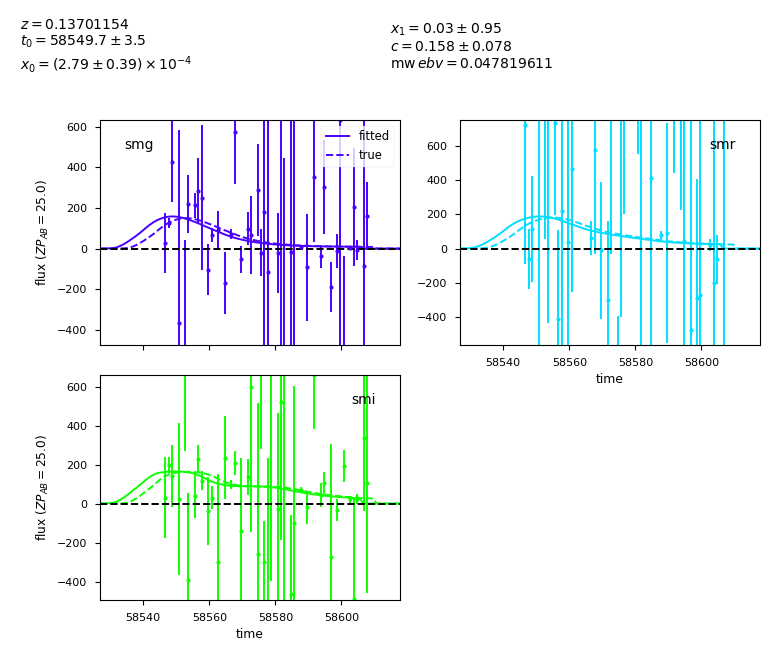 z = 0.13701154
t₀ = 58549.7 ± 3.5
x₀ = (2.79 ± 0.39) × 10⁻⁴
x₁ = 0.03 ± 0.95
c = 0.158 ± 0.078
mw ebv = 0.047819611
smg
fitted
true
flux (ZP_AB = 25.0)
600
400
200
0
−200
−400
smr
600
400
200
0
−200
−400
58540
58560
58580
58600
time
smi
flux (ZP_AB = 25.0)
600
400
200
0
−200
−400
58540
58560
58580
58600
time